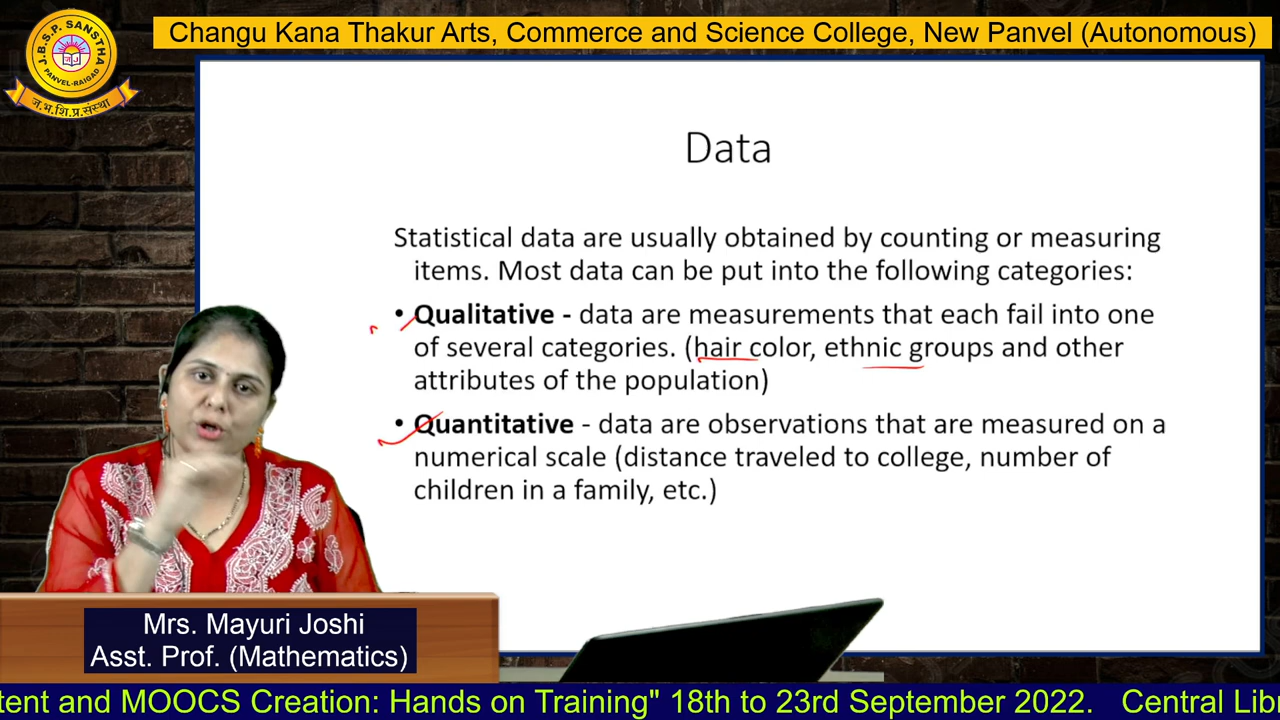 J.B.S.P. SANSTHA
PANVEL-RAIGAD
ज.भ.शि.प्र.संस्था
Changu Kana Thakur Arts, Commerce and Science College, New Panvel (Autonomous)
Data
Statistical data are usually obtained by counting or measuring
items. Most data can be put into the following categories:
• Qualitative - data are measurements that each fail into one
of several categories. (hair color, ethnic groups and other
attributes of the population)
• Quantitative - data are observations that are measured on a
numerical scale (distance traveled to college, number of
children in a family, etc.)
Mrs. Mayuri Joshi
Asst. Prof. (Mathematics)
tent and MOOCS Creation: Hands on Training" 18th to 23rd September 2022. Central Lib